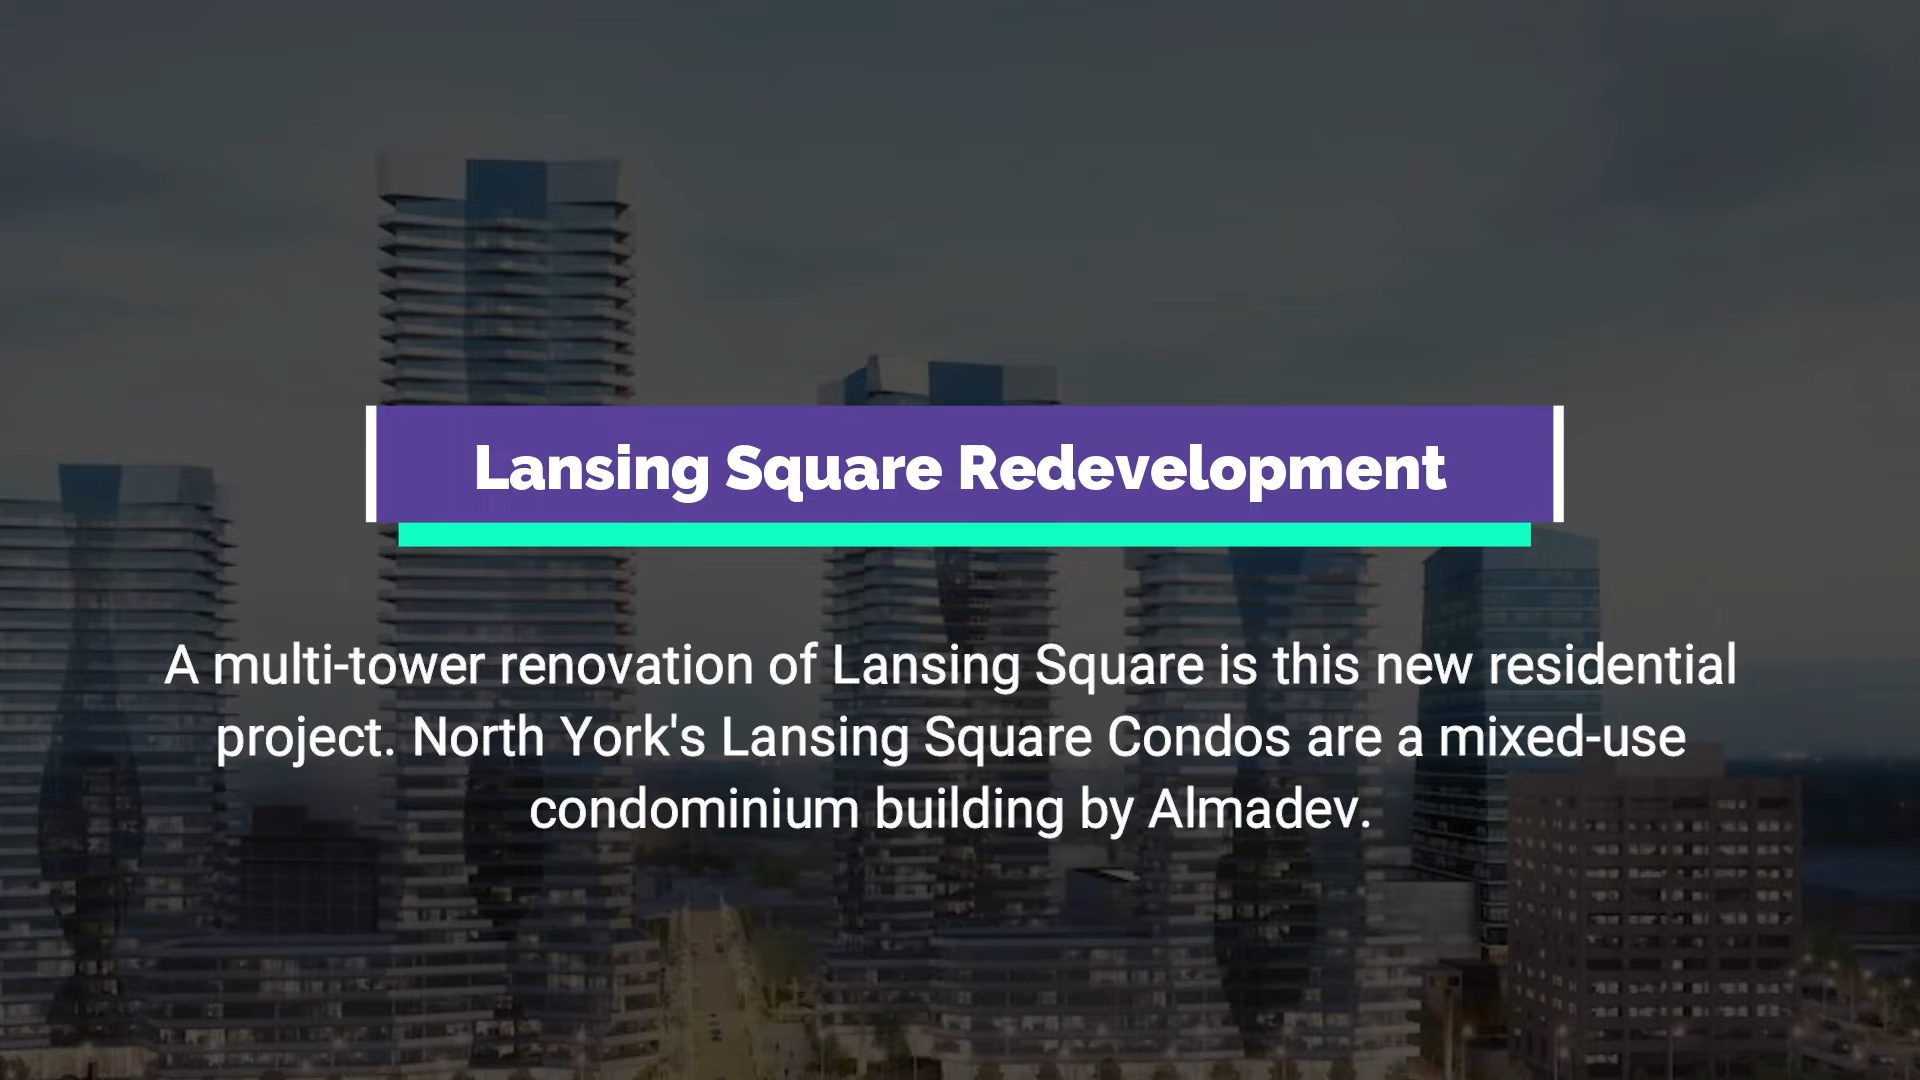 Lansing Square Redevelopment
A multi-tower renovation of Lansing Square is this new residential
project. North York's Lansing Square Condos are a mixed-use
condominium building by Almadev.